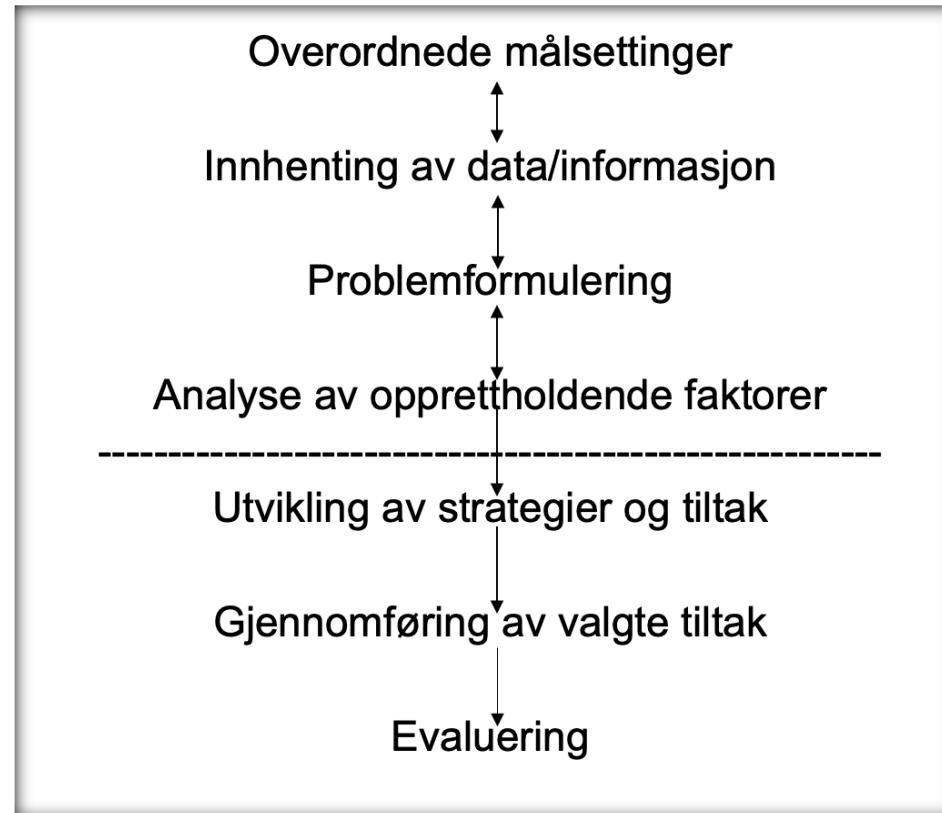 Overordnede målsettinger
Innhenting av data/informasjon
Problemformulering
Analyse av opprettholdende faktorer
Utvikling av strategier og tiltak
Gjennomføring av valgte tiltak
Evaluering